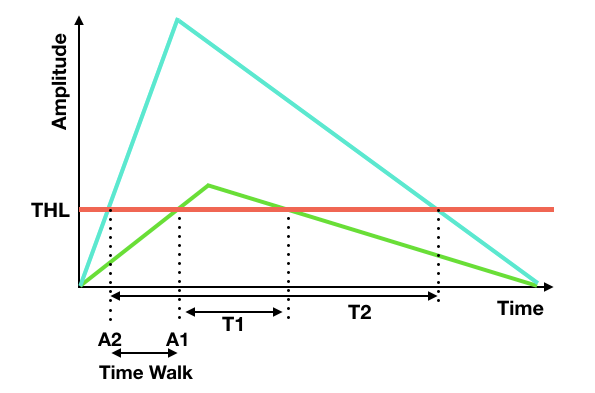 Amplitude
THL
Time
T2
T1
A2 A1
Time Walk